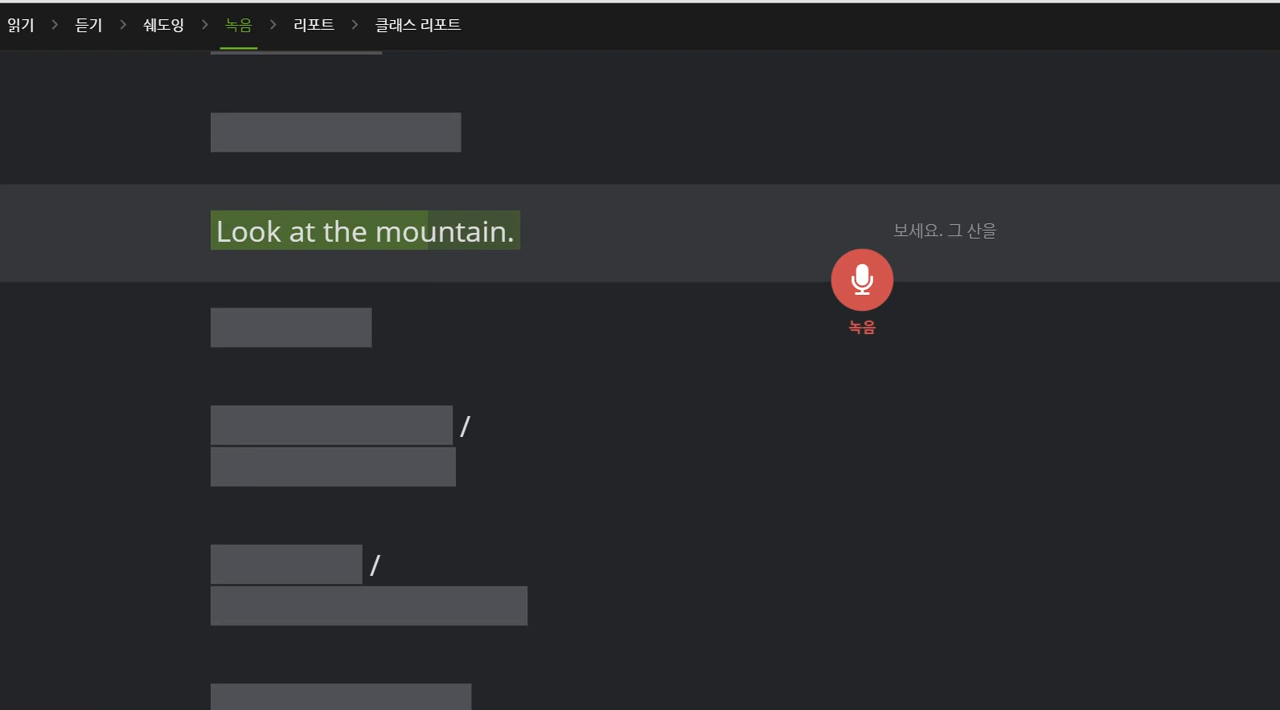 읽기 > 듣기 > 쉐도잉 > 녹음 > 리포트 > 클래스 리포트
Look at the mountain.
보세요. 그 산을
녹음
/
/